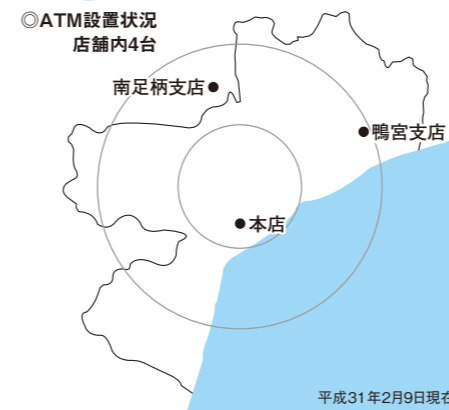 ◎ATM設置状況
店舗内4台
南足柄支店
鴨宮支店
本店
平成31年2月9日現在